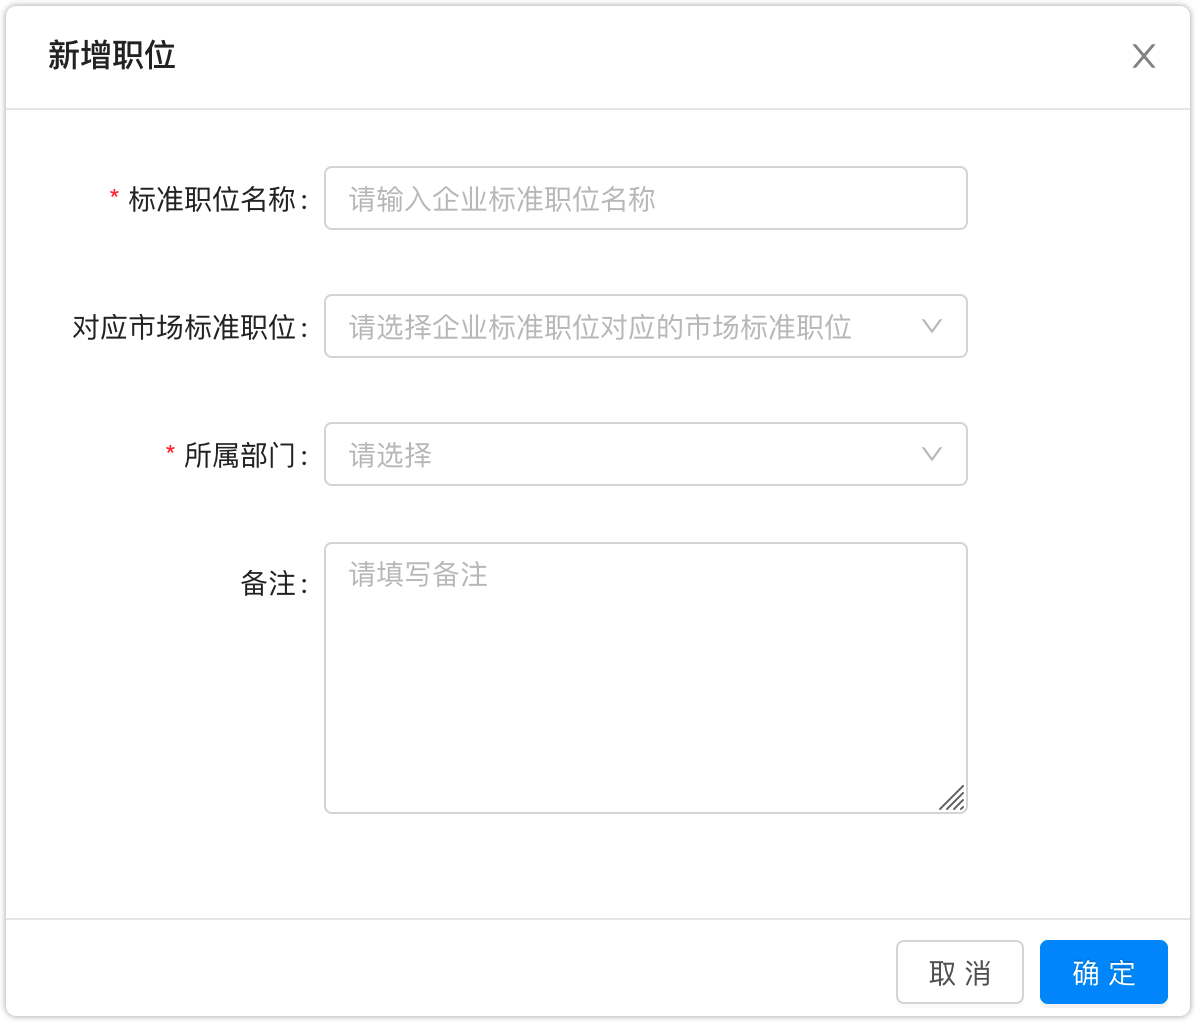 新增职位
* 标准职位名称: 请输入企业标准职位名称
对应市场标准职位: 请选择企业标准职位对应的市场标准职位
* 所属部门: 请选择
备注: 请填写备注
取 消 确 定